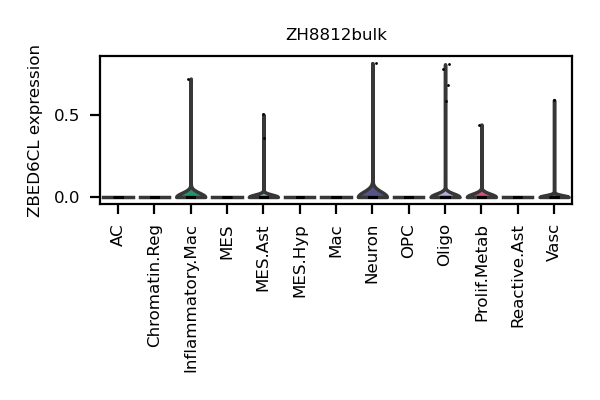 ZH8812bulk
ZBED6CL expression
0.5
0.0
AC
Chromatin.Reg
Inflammatory.Mac
MES
MES.Ast
MES.Hyp
Mac
Neuron
OPC
Oligo
Prolif.Metab
Reactive.Ast
Vasc